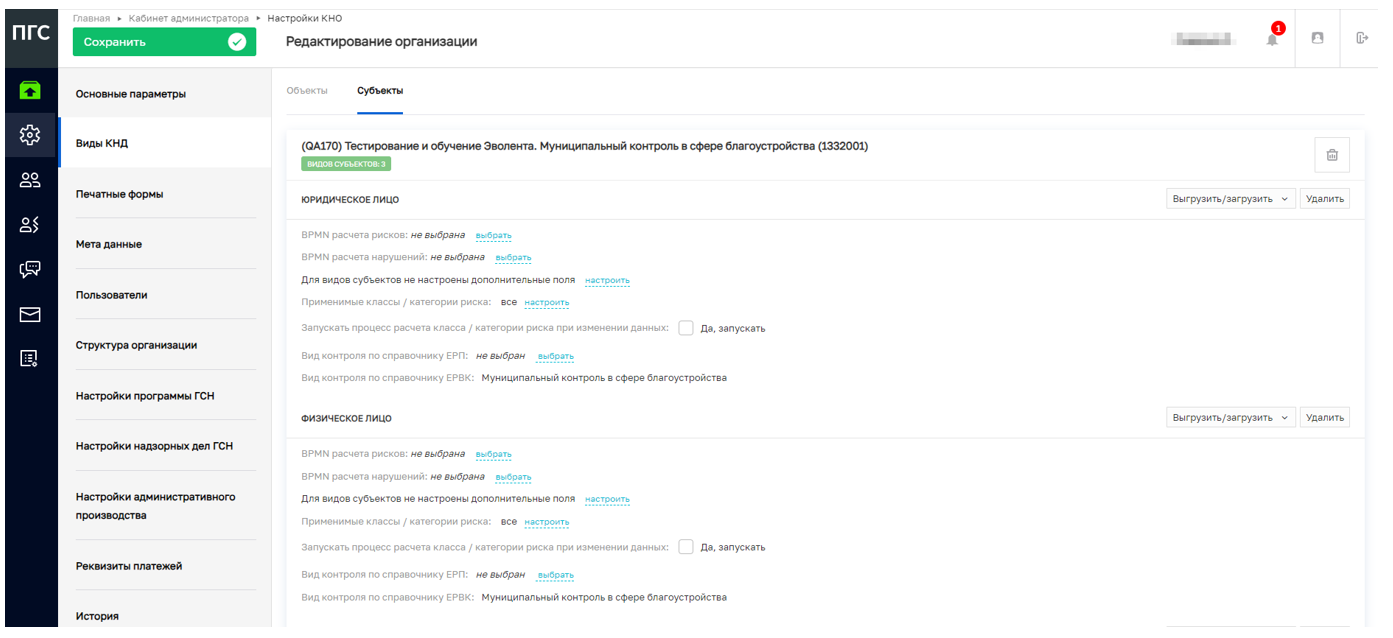 ПГС
Главная ▸ Кабинет администратора ▸ Настройки КНО
Сохранить
Редактирование организации
1
Основные параметры
Виды КНД
Печатные формы
Мета данные
Пользователи
Структура организации
Настройки программы ГСН
Настройки надзорных дел ГСН
Настройки административного
производства
Реквизиты платежей
История
Объекты Субъекты
(QA170) Тестирование и обучение Эволента. Муниципальный контроль в сфере благоустройства (1332001)
ВИДОВ СУБЪЕКТОВ: 3
ЮРИДИЧЕСКОЕ ЛИЦО Выгрузить/загрузить Удалить
BPMN расчета рисков: не выбрана выбрать
BPMN расчета нарушений: не выбрана выбрать
Для видов субъектов не настроены дополнительные поля настроить
Применимые классы / категории риска: все настроить
Запускать процесс расчета класса / категории риска при изменении данных: Да, запускать
Вид контроля по справочнику ЕРП: не выбран выбрать
Вид контроля по справочнику ЕРВК: Муниципальный контроль в сфере благоустройства
ФИЗИЧЕСКОЕ ЛИЦО Выгрузить/загрузить Удалить
BPMN расчета рисков: не выбрана выбрать
BPMN расчета нарушений: не выбрана выбрать
Для видов субъектов не настроены дополнительные поля настроить
Применимые классы / категории риска: все настроить
Запускать процесс расчета класса / категории риска при изменении данных: Да, запускать
Вид контроля по справочнику ЕРП: не выбран выбрать
Вид контроля по справочнику ЕРВК: Муниципальный контроль в сфере благоустройства